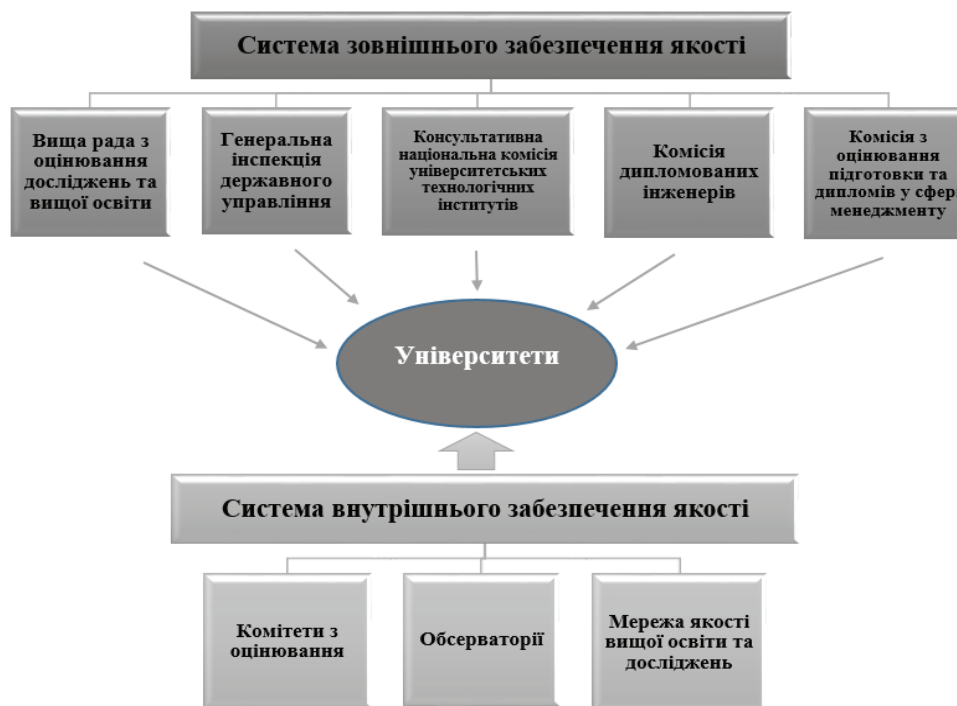 Система зовнішнього забезпечення якості
Вища рада з
оцінювання
досліджень та
вищої освіти
Генеральна
інспекція
державного
управління
Консультативна
національна комісія
університетських
технологічних
інститутів
Комісія
дипломованих
інженерів
Комісія з
оцінювання
підготовки та
дипломів у сфері
менеджменту
Університети
Система внутрішнього забезпечення якості
Комітети з
оцінювання
Обсерваторії
Мережа якості
вищої освіти та
досліджень